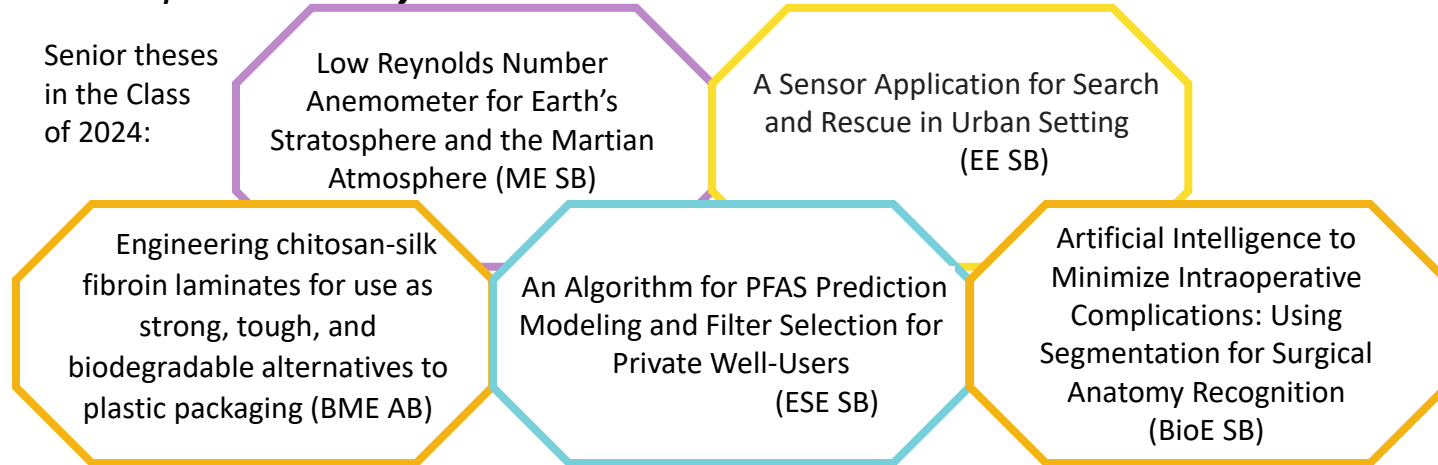 Senior theses
in the Class
of 2024:
Low Reynolds Number
Anemometer for Earth’s
Stratosphere and the Martian
Atmosphere (ME SB)
A Sensor Application for Search
and Rescue in Urban Setting
(EE SB)
Engineering chitosan-silk
fibroin laminates for use as
strong, tough, and
biodegradable alternatives to
plastic packaging (BME AB)
An Algorithm for PFAS Prediction
Modeling and Filter Selection for
Private Well-Users
(ESE SB)
Artificial Intelligence to
Minimize Intraoperative
Complications: Using
Segmentation for Surgical
Anatomy Recognition
(BioE SB)